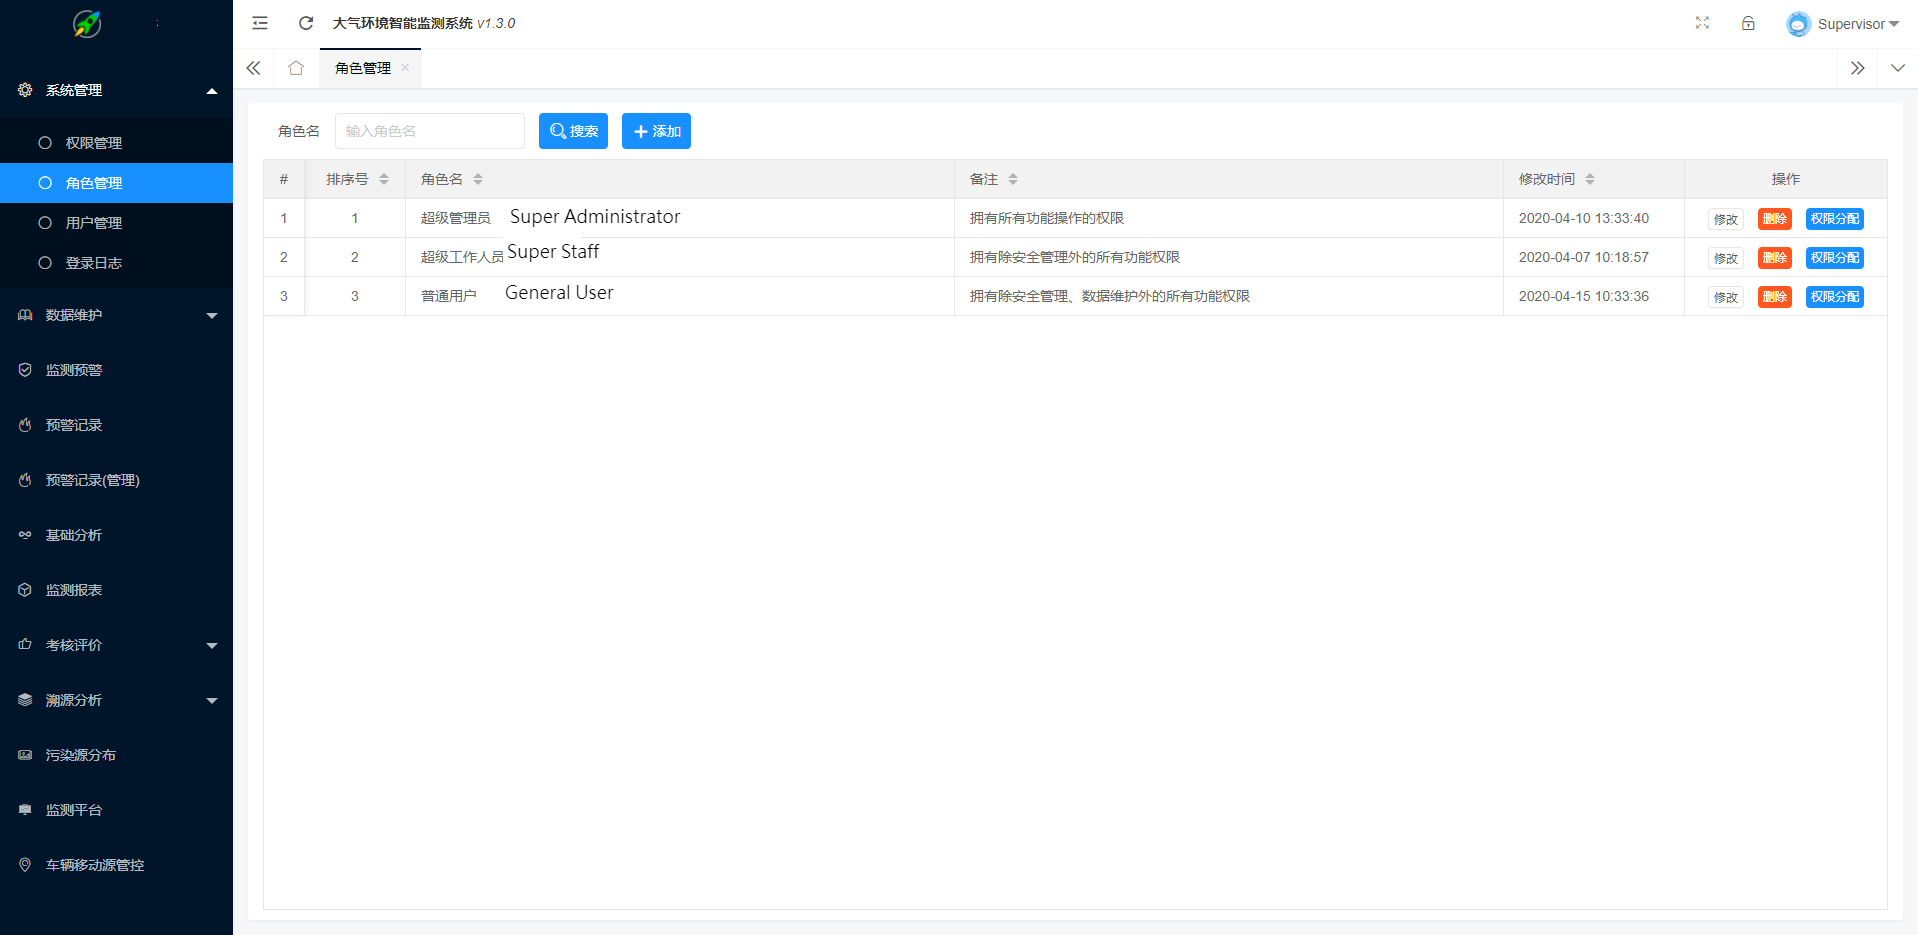 大气环境智能监测系统 v1.3.0
Supervisor
角色管理
系统管理
权限管理
角色管理
用户管理
登录日志
数据维护
监测预警
预警记录
预警记录(管理)
基础分析
监测报表
考核评价
溯源分析
污染源分布
监测平台
车辆移动源管控
角色名 输入角色名 搜索 添加
# 排序号 角色名 备注 修改时间 操作
1 1 超级管理员 Super Administrator 拥有所有功能操作的权限 2020-04-10 13:33:40 修改 删除 权限分配
2 2 超级工作人员 Super Staff 拥有除安全管理外的所有功能权限 2020-04-07 10:18:57 修改 删除 权限分配
3 3 普通用户 General User 拥有除安全管理、数据维护外的所有功能权限 2020-04-15 10:33:36 修改 删除 权限分配